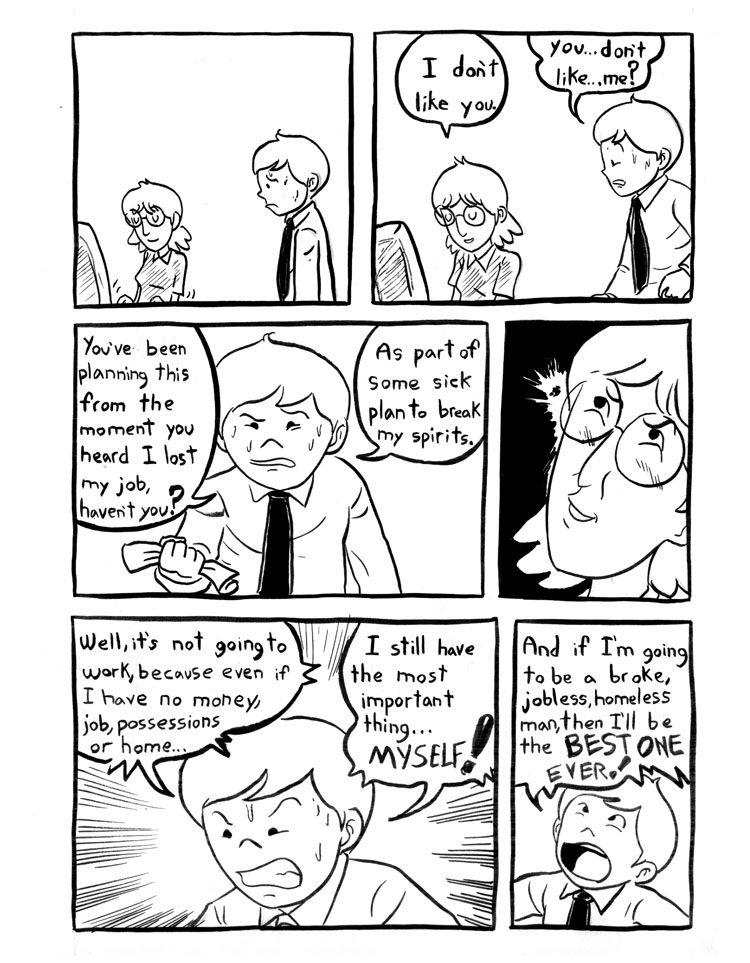 I don't
like you.
you...don't
like...me?
You've been
planning this
from the
moment you
heard I lost
my job,
haven't you?
As part of
some sick
plan to break
my spirits.
Well, it's not going to
work, because even if
I have no money,
job, possessions
or home...
I still have
the most
important
thing...
MYSELF!
And if I'm going
to be a broke,
jobless, homeless
man, then I'll be
the BEST ONE
EVER!